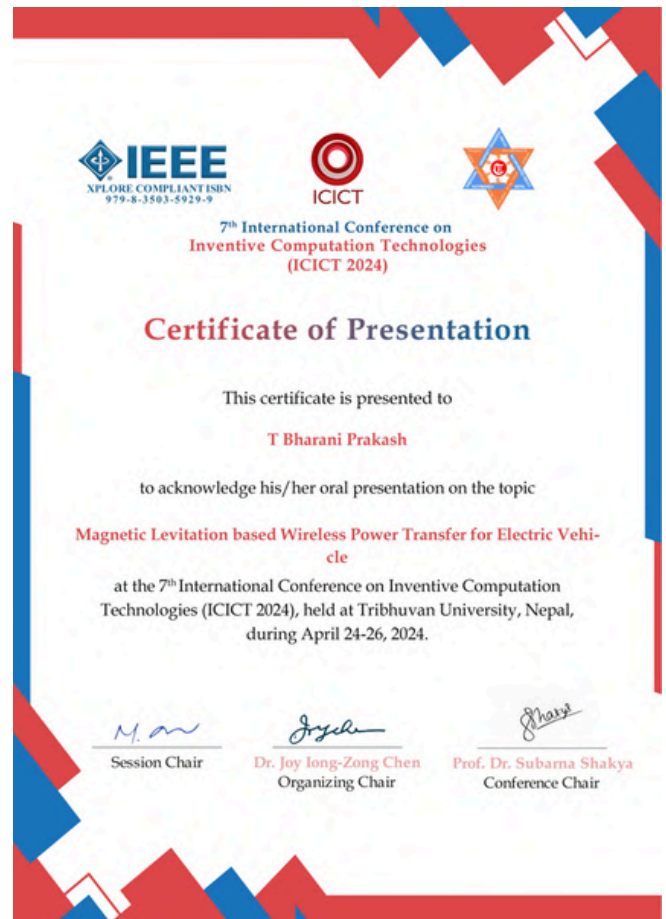 IEEE
XPLORE COMPLIANT ISBN
979-8-3503-5929-9
ICICT
7th International Conference on
Inventive Computation Technologies
(ICICT 2024)
Certificate of Presentation
This certificate is presented to
T Bharani Prakash
to acknowledge his/her oral presentation on the topic
Magnetic Levitation based Wireless Power Transfer for Electric Vehi-
cle
at the 7th International Conference on Inventive Computation
Technologies (ICICT 2024), held at Tribhuvan University, Nepal,
during April 24-26, 2024.
Session Chair
Dr. Joy Iong-Zong Chen
Organizing Chair
Prof. Dr. Subarna Shakya
Conference Chair